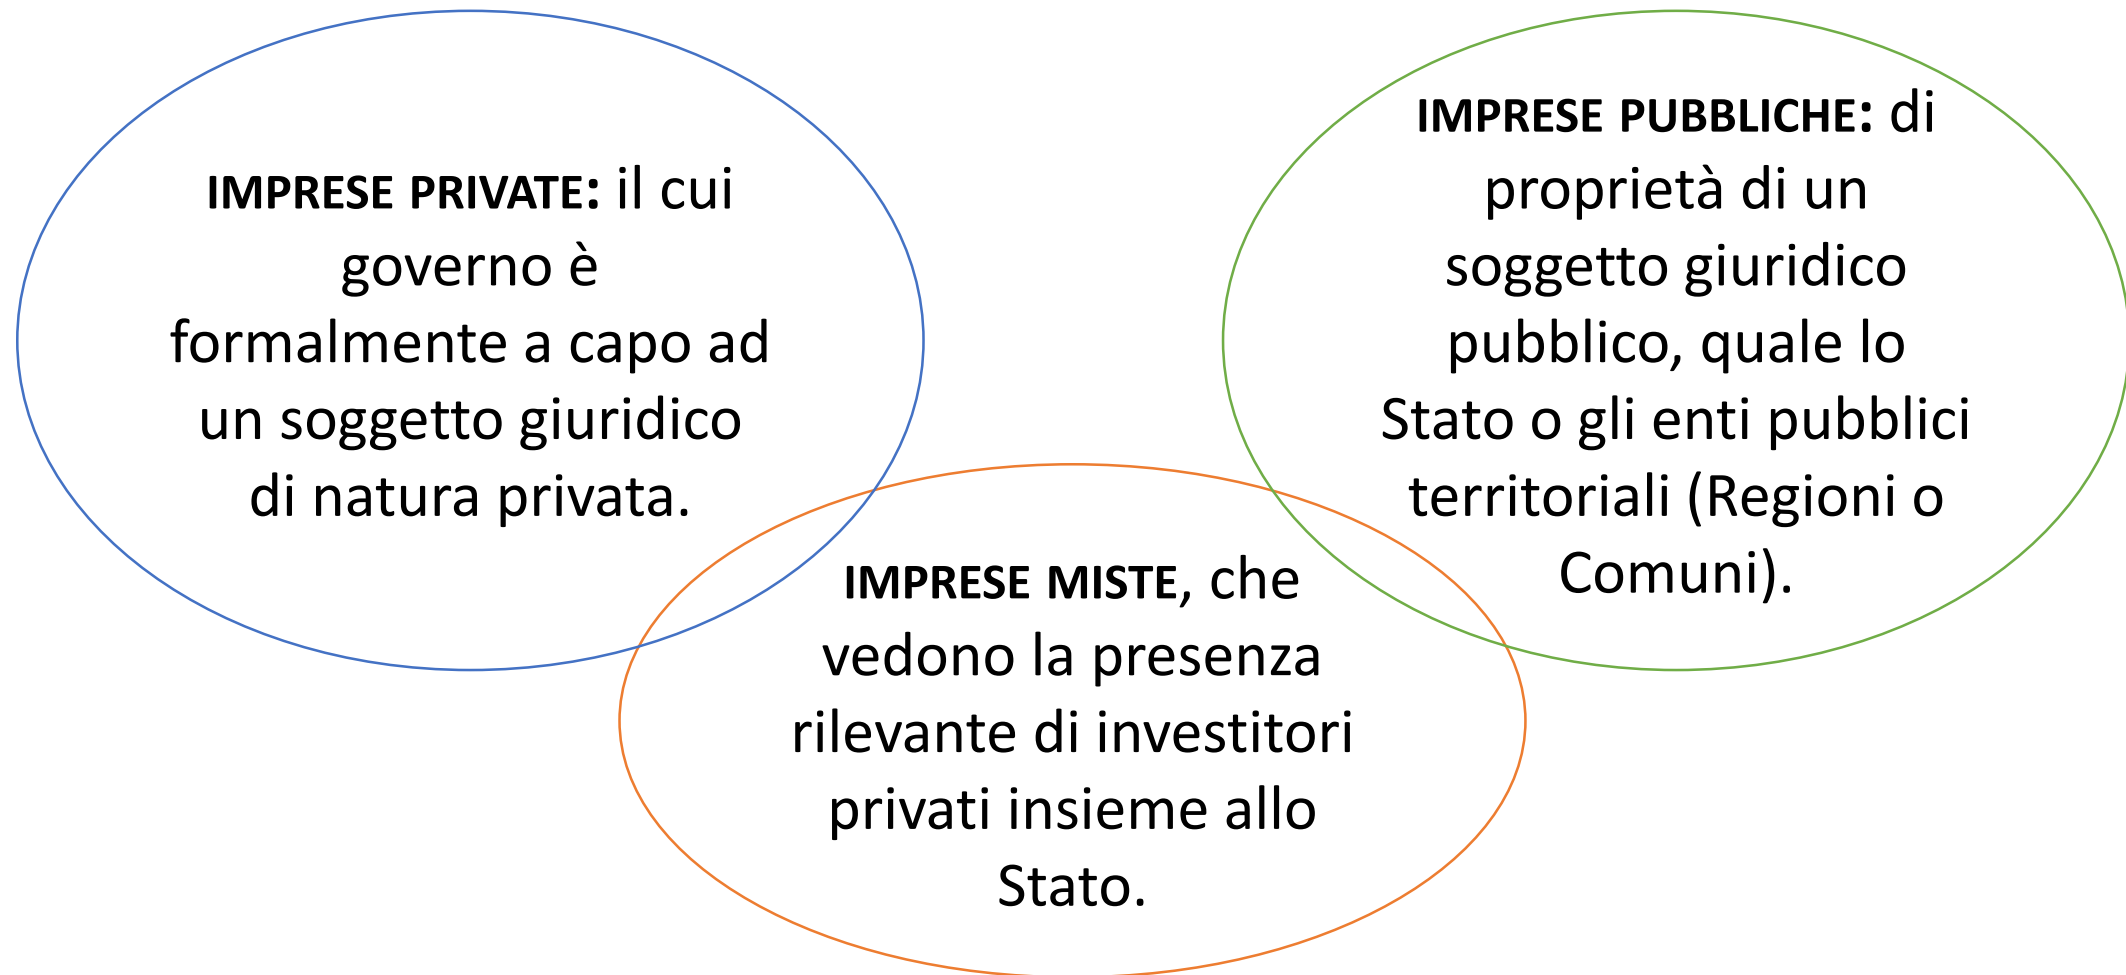 IMPRESE PRIVATE: il cui
governo è
formalmente a capo ad
un soggetto giuridico
di natura privata.
IMPRESE PUBBLICHE: di
proprietà di un
soggetto giuridico
pubblico, quale lo
Stato o gli enti pubblici
territoriali (Regioni o
Comuni).
IMPRESE MISTE, che
vedono la presenza
rilevante di investitori
privati insieme allo
Stato.